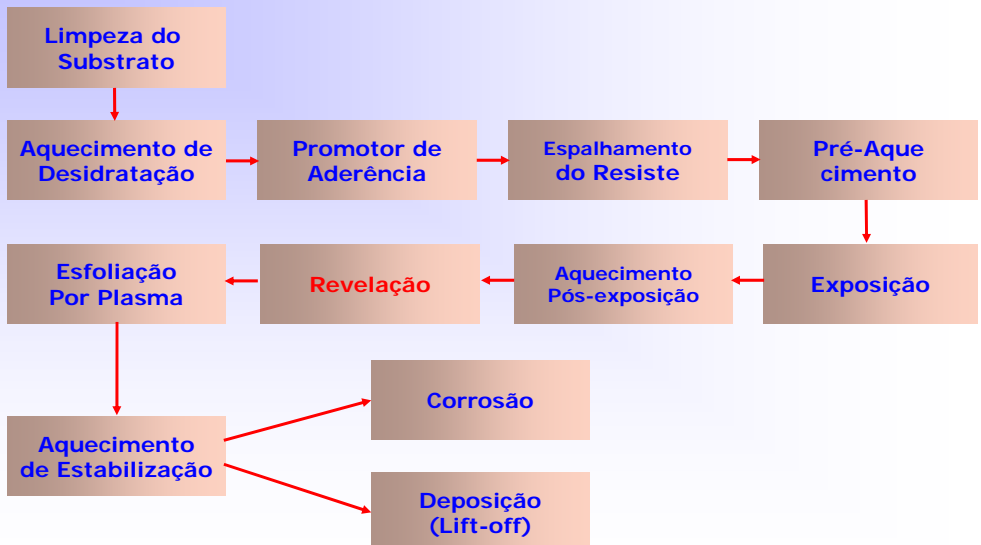 Limpeza do
Substrato
Aquecimento de
Desidratação
Promotor de
Aderência
Espalhamento
do Resiste
Pré-Aque
cimento
Esfoliação
Por Plasma
Revelação
Aquecimento
Pós-exposição
Exposição
Corrosão
Aquecimento
de Estabilização
Deposição
(Lift-off)